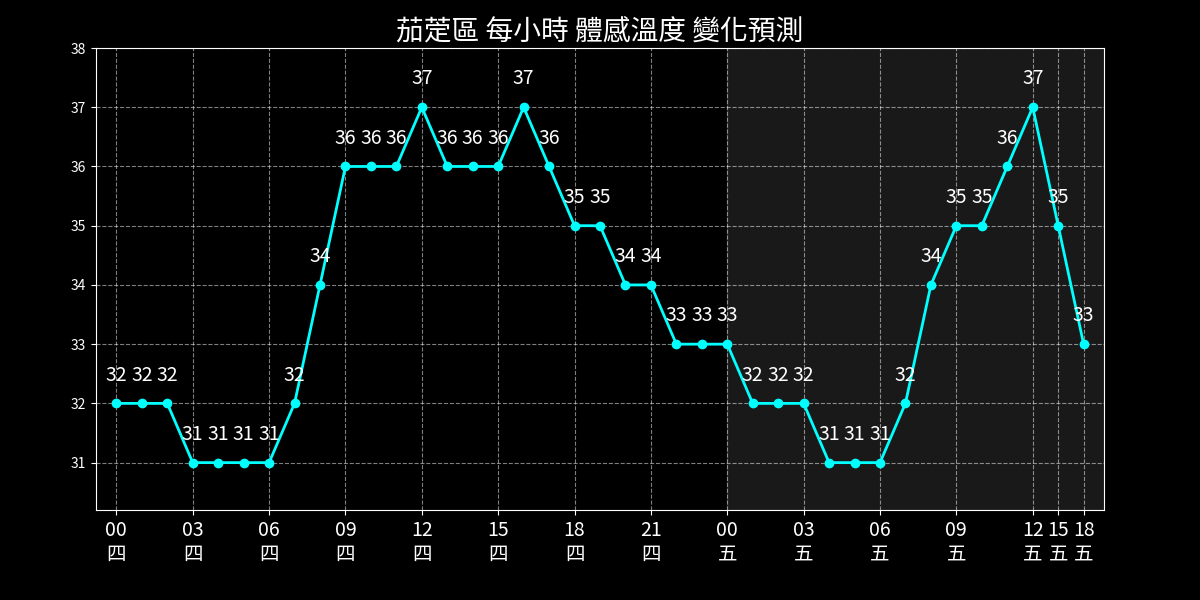 茄萣區 每小時 體感溫度 變化預測
38
37 37 37
37
36 36 36 36 36 36 36 36
36
35 35 35 35 35
35
34 34 34 34
34
33 33 33 33
33
32 32 32 32 32 32 32 32
32
31 31 31 31 31 31 31
31
00 03 06 09 12 15 18 21 00 03 06 09 12 15 18
四 四 四 四 四 四 四 四 五 五 五 五 五 五 五